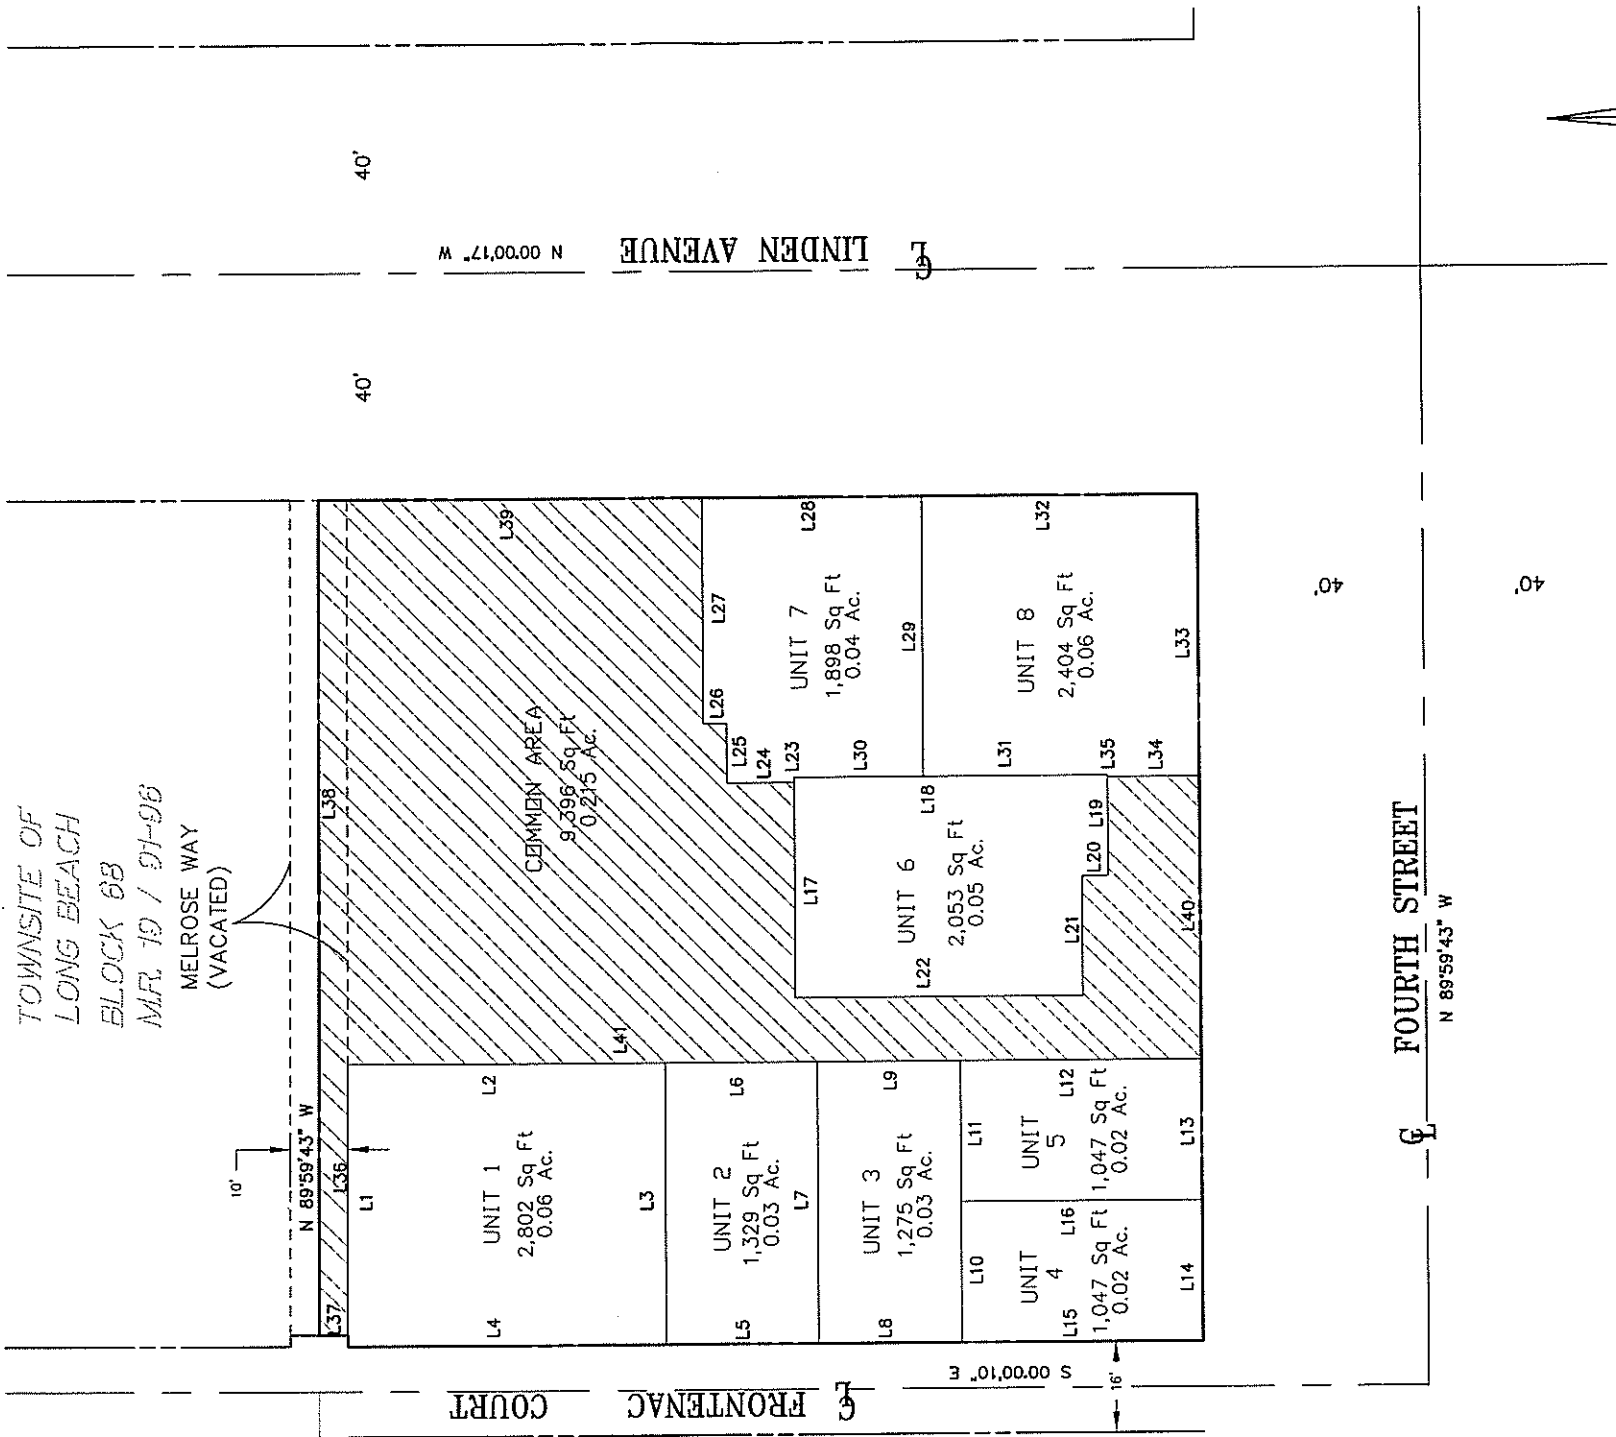 TOWNSITE OF
LONG BEACH
BLOCK 88
M.R. 19 / 91-96
MELROSE WAY
(VACATED)
10'
N 89°59'43" W
L36
L37
L38
L39
L41
L40
COMMON AREA
9,396 Sq Ft
0.215 Ac.
L1
L2
L3
L4
UNIT 1
2,802 Sq Ft
0.06 Ac.
L5
L6
L7
UNIT 2
1,329 Sq Ft
0.03 Ac.
L8
L9
UNIT 3
1,275 Sq Ft
0.03 Ac.
L10
L15
L16
L14
UNIT
4
1,047 Sq Ft
0.02 Ac.
L11
L12
L13
UNIT
5
1,047 Sq Ft
0.02 Ac.
L17
L18
L19
L20
L21
L22
UNIT 6
2,053 Sq Ft
0.05 Ac.
L23
L24
L25
L26
L27
L28
L29
L30
UNIT 7
1,898 Sq Ft
0.04 Ac.
L31
L32
L33
L34
L35
UNIT 8
2,404 Sq Ft
0.06 Ac.
40'
40'
N 00°00'17" W
℄ LINDEN AVENUE
℄ FRONTENAC COURT
S 00°00'10" E
16'
40'
40'
℄ FOURTH STREET
N 89°59'43" W